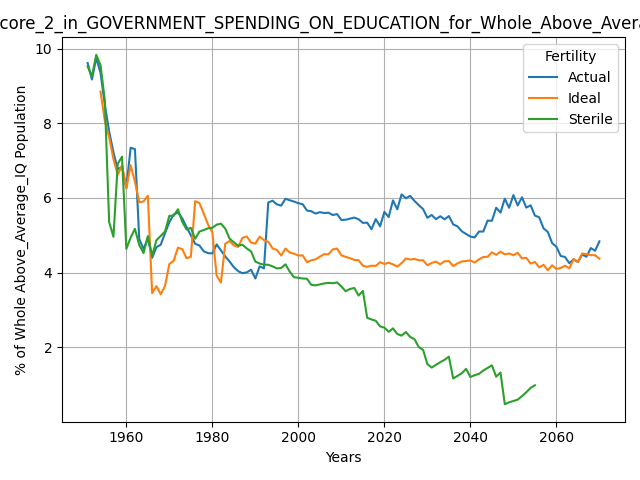 core_2_in_GOVERNMENT_SPENDING_ON_EDUCATION_for_Whole_Above_Avera
10
8
6
4
2
% of Whole Above_Average_IQ Population
Fertility
Actual
Ideal
Sterile
1960 1980 2000 2020 2040 2060
Years